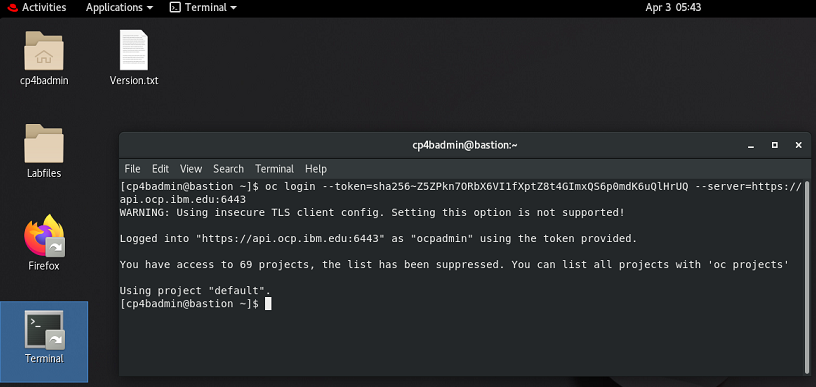 Activities Applications Terminal Apr 3 05:43
cp4badmin
Version.txt
Labfiles
Firefox
Terminal
cp4badmin@bastion:~
File Edit View Search Terminal Help
[cp4badmin@bastion ~]$ oc login --token=sha256~Z5ZPkn7ORbX6VI1fXptZ8t4GImxQS6p0mdK6uQlHrUQ --server=https://
api.ocp.ibm.edu:6443
WARNING: Using insecure TLS client config. Setting this option is not supported!
Logged into "https://api.ocp.ibm.edu:6443" as "ocpadmin" using the token provided.
You have access to 69 projects, the list has been suppressed. You can list all projects with 'oc projects'
Using project "default".
[cp4badmin@bastion ~]$